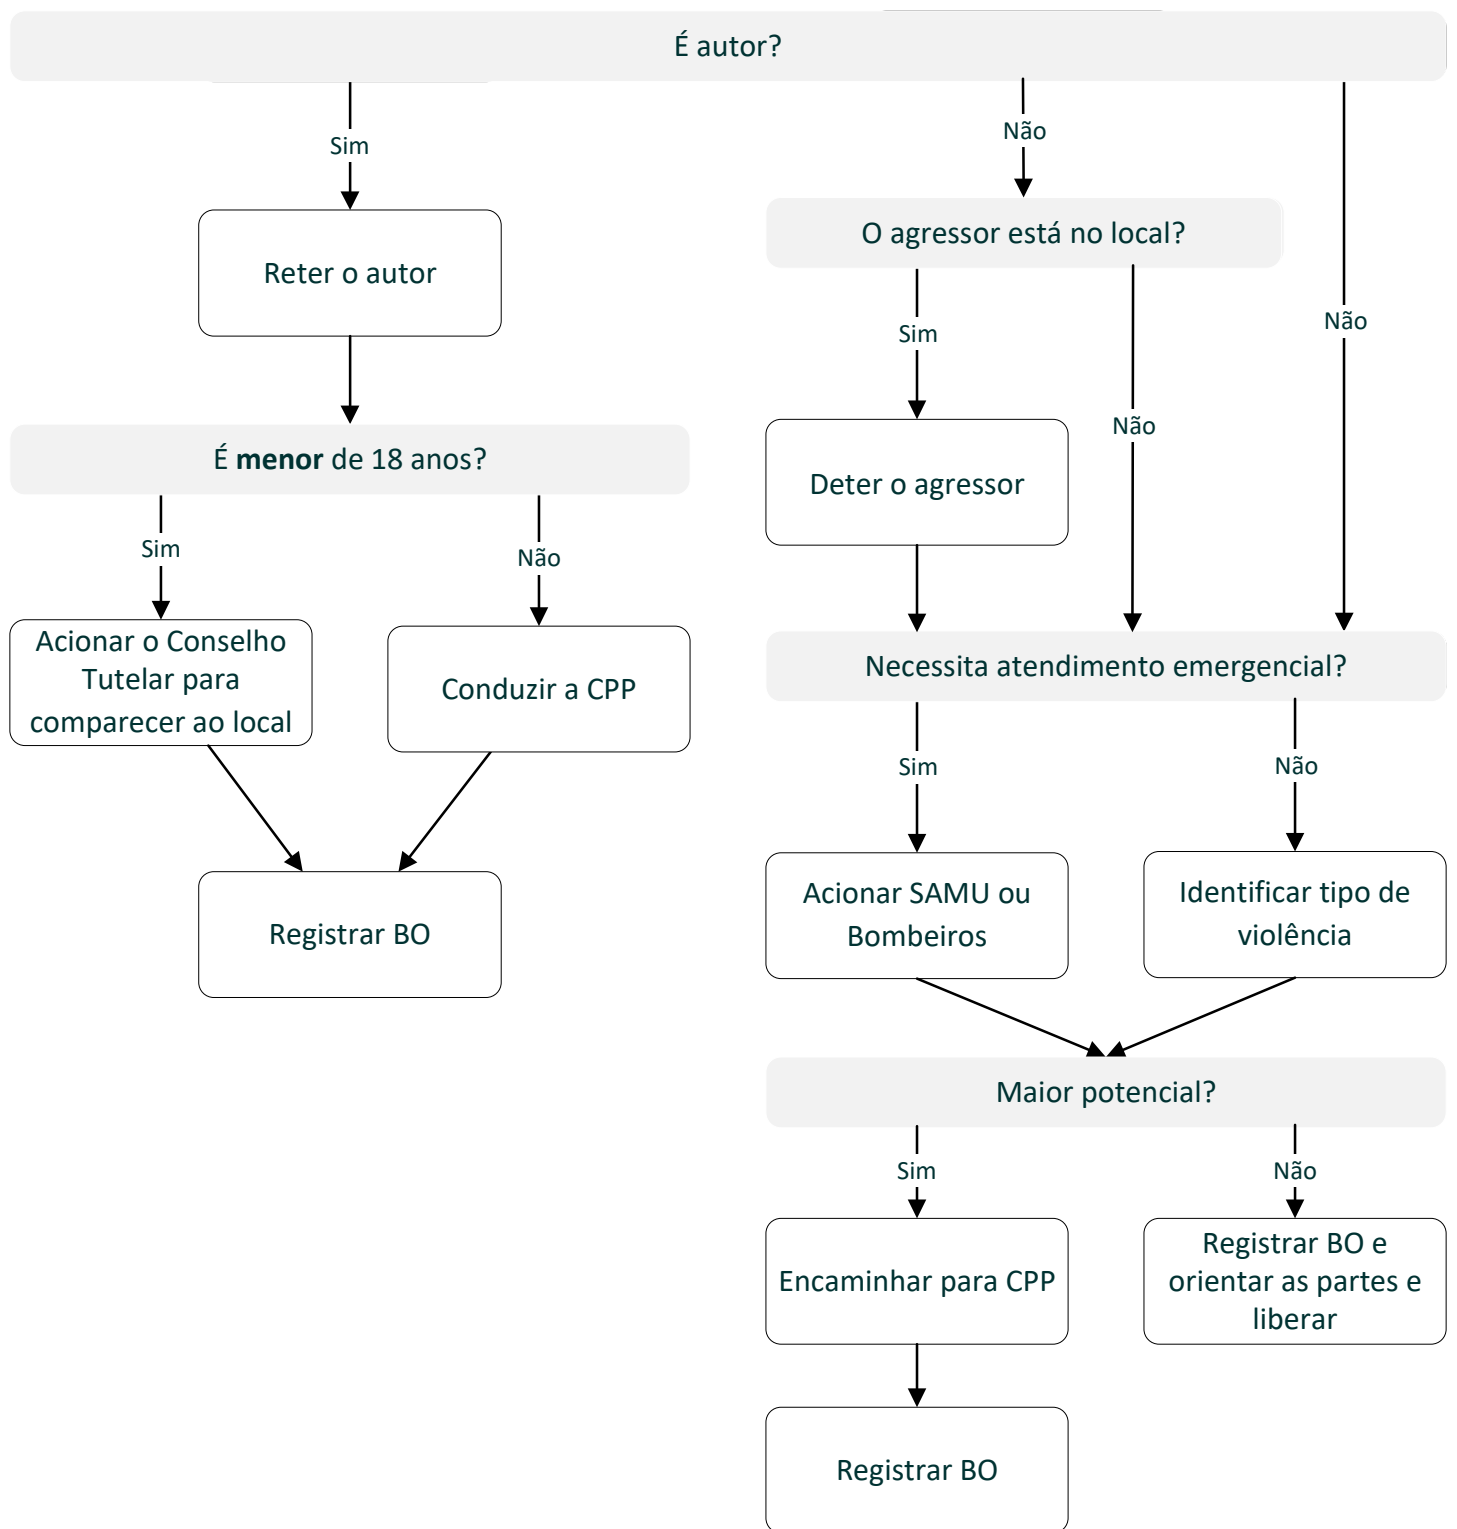 É autor?
Sim
Reter o autor
É menor de 18 anos?
Sim
Não
Acionar o Conselho
Tutelar para
comparecer ao local
Conduzir a CPP
Registrar BO
Não
Não
O agressor está no local?
Sim
Não
Deter o agressor
Necessita atendimento emergencial?
Sim
Não
Acionar SAMU ou
Bombeiros
Identificar tipo de
violência
Maior potencial?
Sim
Não
Encaminhar para CPP
Registrar BO e
orientar as partes e
liberar
Registrar BO